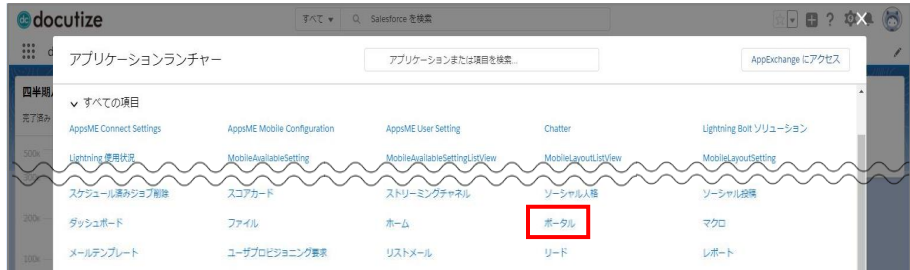 docutize
すべて
Salesforce を検索
アプリケーションランチャー
アプリケーションまたは項目を検索...
AppExchange にアクセス
四半期
すべての項目
完了済み
AppsME Connect Settings
AppsME Mobile Configuration
AppsME User Setting
Chatter
Lightning Bolt ソリューション
500k
Lightning 使用状況
MobileAvailableSetting
MobileAvailableSettingListView
MobileLayoutListView
MobileLayoutSetting
スケジュール済みジョブ削除
スコアカード
ストリーミングチャネル
ソーシャル人格
ソーシャル投稿
200k
ダッシュボード
ファイル
ホーム
ポータル
マクロ
メールテンプレート
ユーザプロビジョニング要求
リストメール
リード
レポート
100k